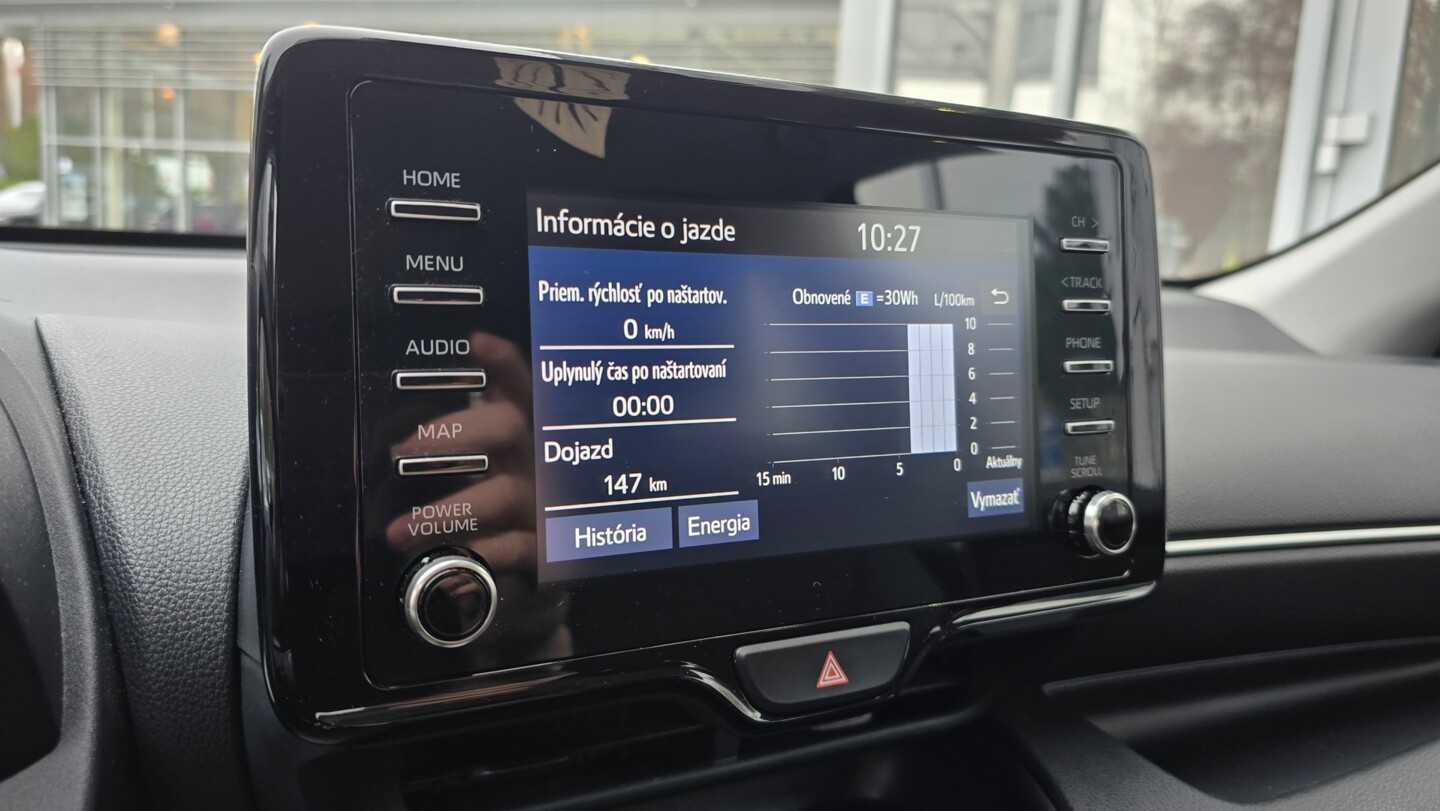 HOME
MENU
AUDIO
MAP
POWER
VOLUME
Informácie o jazde
10:27
Priem. rýchlosť po naštartov.
0 km/h
Uplynulý čas po naštartovaní
00:00
Dojazd
147 km
História
Energia
Obnovené E =30Wh
L/100km
10
8
6
4
2
0
15 min 10 5 0
Aktuálny
Vymazať
CH >
< TRACK
PHONE
SETUP
TUNE
SCROLL